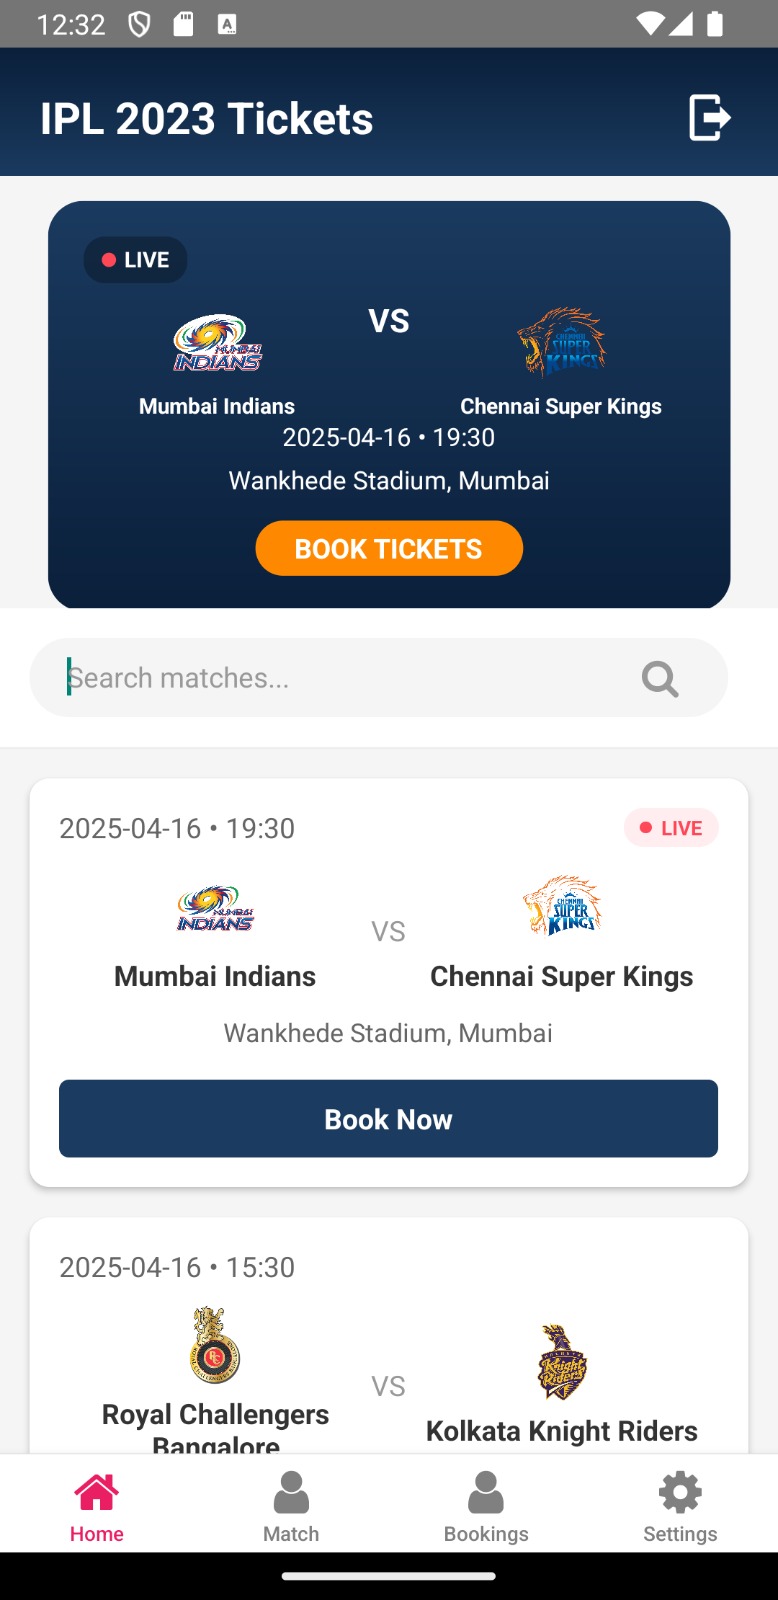 12:32
IPL 2023 Tickets
LIVE
VS
MUMBAI
INDIANS
CHENNAI
SUPER
KINGS
Mumbai Indians
Chennai Super Kings
2025-04-16 • 19:30
Wankhede Stadium, Mumbai
BOOK TICKETS
Search matches...
2025-04-16 • 19:30
LIVE
MUMBAI
INDIANS
VS
CHENNAI
SUPER
KINGS
Mumbai Indians
Chennai Super Kings
Wankhede Stadium, Mumbai
Book Now
2025-04-16 • 15:30
VS
Knight
Riders
Royal Challengers
Bangalore
Kolkata Knight Riders
Home
Match
Bookings
Settings